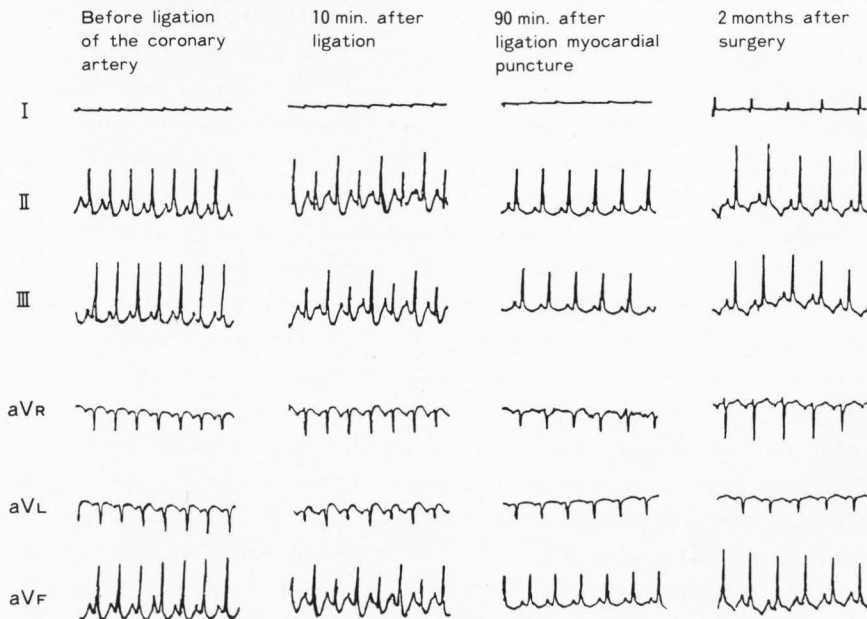 Before ligation
of the coronary
artery
10 min. after
ligation
90 min. after
ligation myocardial
puncture
2 months after
surgery
I
II
III
aVR
aVL
aVF